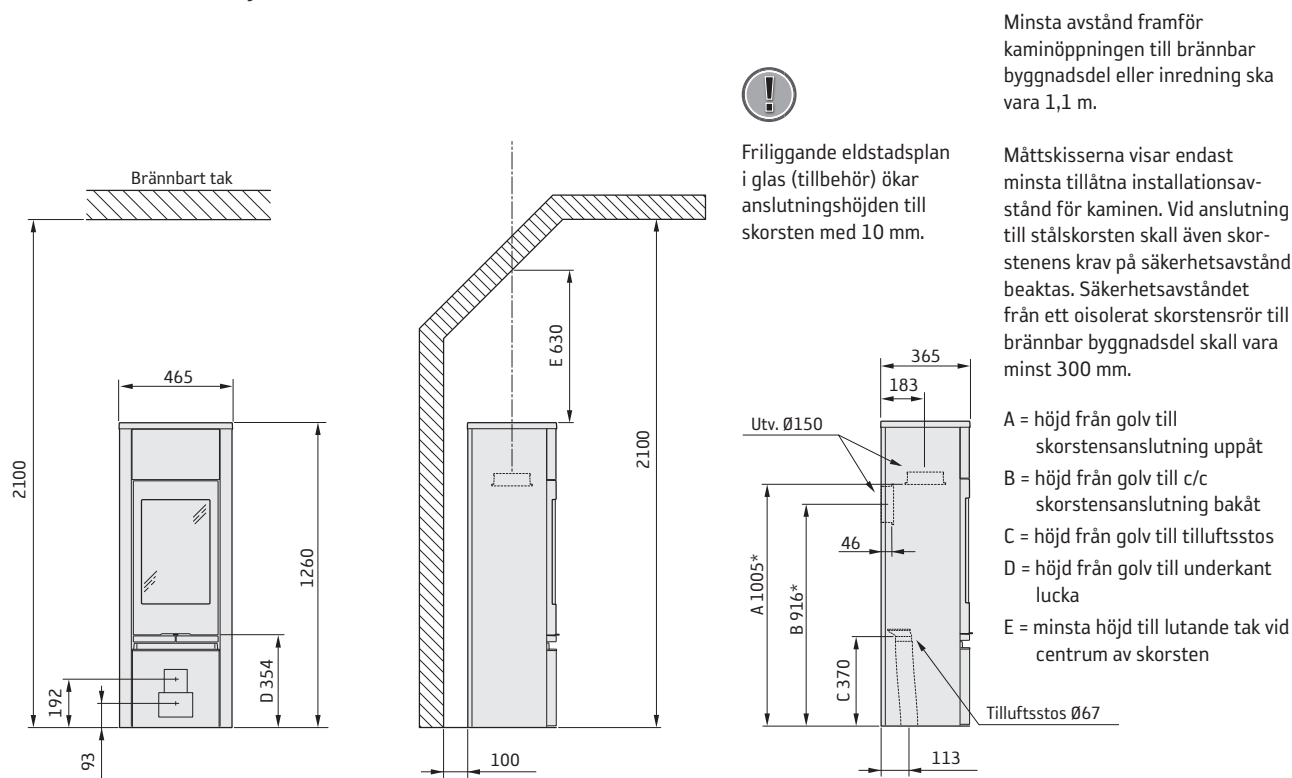 Minsta avstånd framför
kaminöppningen till brännbar
byggnadsdel eller inredning ska
vara 1,1 m.
Friliggande eldstadsplan
i glas (tillbehör) ökar
anslutningshöjden till
skorsten med 10 mm.
Måttskisserna visar endast
minsta tillåtna installationsav-
stånd för kaminen. Vid anslutning
till stålskorsten skall även skor-
stenens krav på säkerhetsavstånd
beaktas. Säkerhetsavståndet
från ett oisolerat skorstensrör till
brännbar byggnadsdel skall vara
minst 300 mm.
A = höjd från golv till
skorstensanslutning uppåt
B = höjd från golv till c/c
skorstensanslutning bakåt
C = höjd från golv till tilluftsstos
D = höjd från golv till underkant
lucka
E = minsta höjd till lutande tak vid
centrum av skorsten
Brännbart tak
2100
465
1260
D 354
192
93
E 630
2100
100
365
183
Utv. Ø150
46
A 1005*
B 916*
C 370
Tilluftsstos Ø67
113